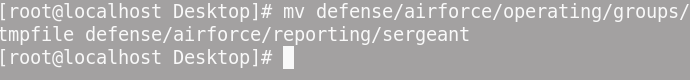 [root@localhost Desktop]# mv defense/airforce/operating/groups/
tmpfile defense/airforce/reporting/sergeant
[root@localhost Desktop]#